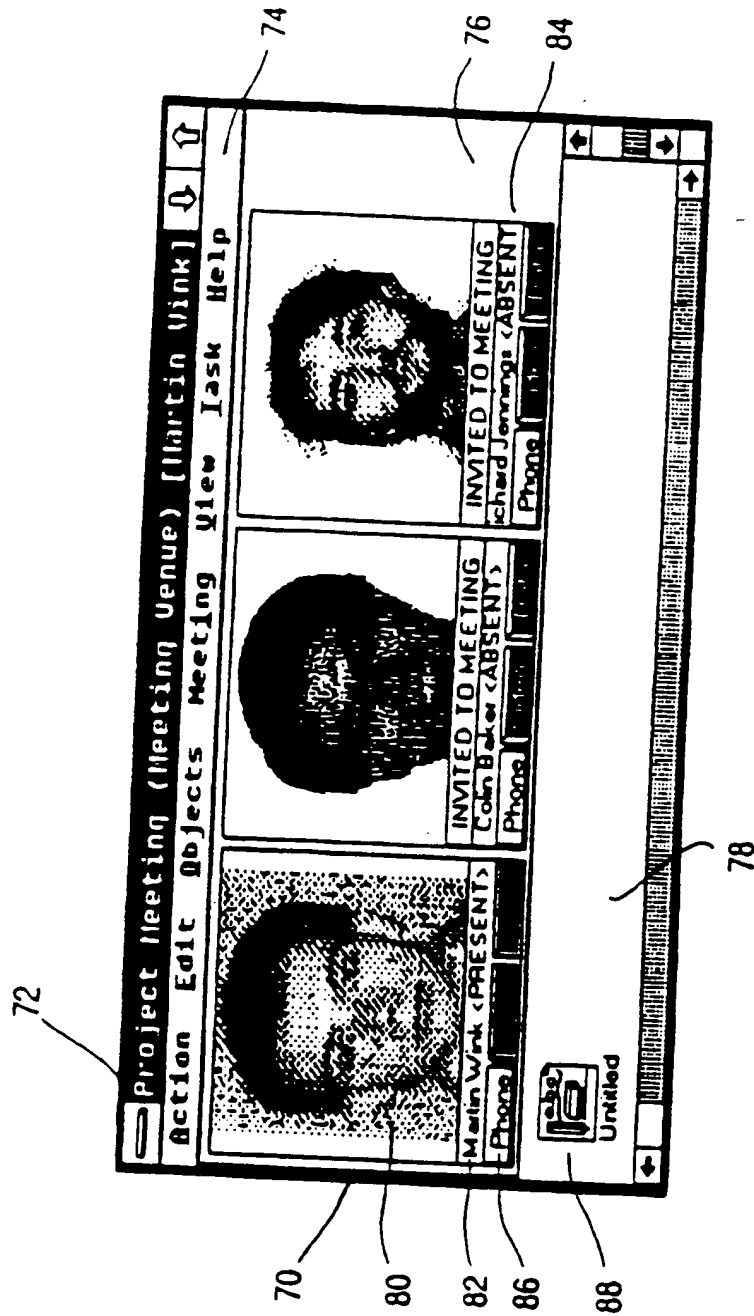 72
74
76
84
Project Meeting (Meeting Venue) [Martin Wink]
Action Edit Objects Meeting View Task Help
INVITED TO MEETING
INVITED TO MEETING
Martin Wink <PRESENT>
Colin Baker <ABSENT>
ichard Jennings <ABSENT
Phone
Phone
Phone
Untitled
70
80
82
86
88
78